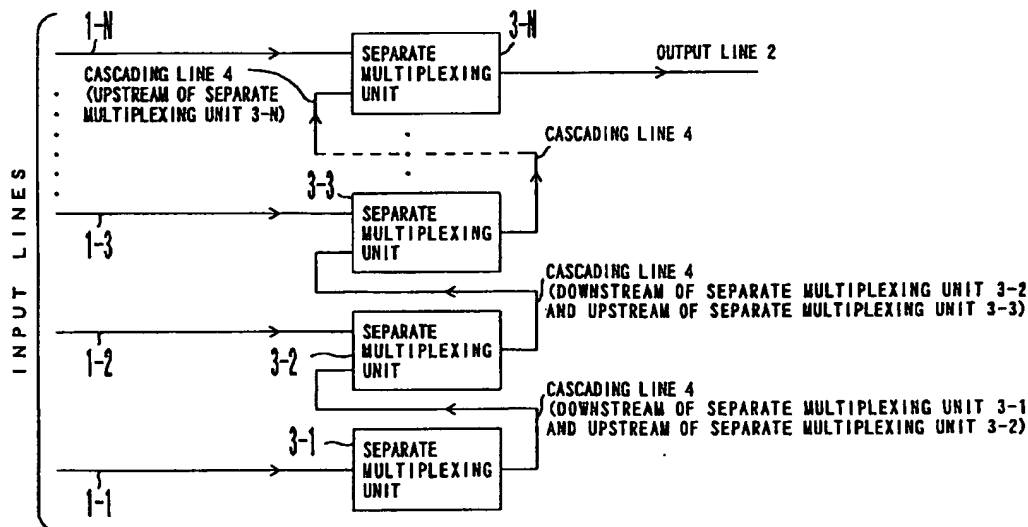 1-N
3-N
SEPARATE
MULTIPLEXING
UNIT
OUTPUT LINE 2
CASCADING LINE 4
(UPSTREAM OF SEPARATE
MULTIPLEXING UNIT 3-N)
CASCADING LINE 4
3-3
SEPARATE
MULTIPLEXING
UNIT
1-3
INPUT LINES
CASCADING LINE 4
(DOWNSTREAM OF SEPARATE MULTIPLEXING UNIT 3-2
AND UPSTREAM OF SEPARATE MULTIPLEXING UNIT 3-3)
SEPARATE
MULTIPLEXING
UNIT
3-2
1-2
CASCADING LINE 4
(DOWNSTREAM OF SEPARATE MULTIPLEXING UNIT 3-1
AND UPSTREAM OF SEPARATE MULTIPLEXING UNIT 3-2)
3-1
SEPARATE
MULTIPLEXING
UNIT
1-1